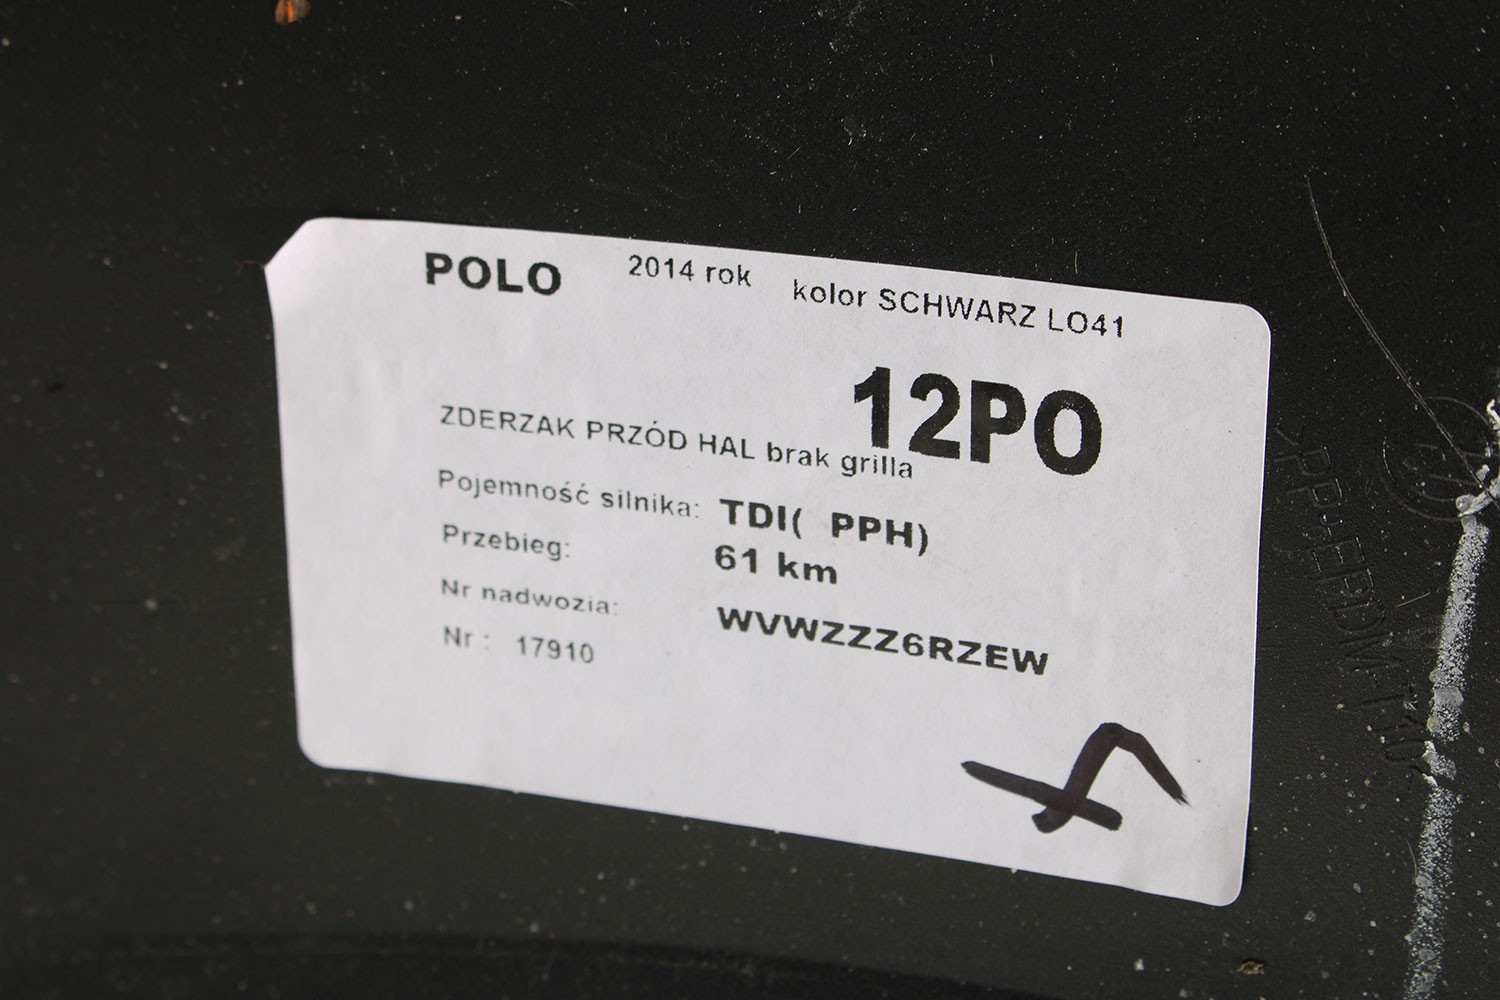 POLO 2014 rok kolor SCHWARZ LO41
12PO
ZDERZAK PRZÓD HAL brak grilla
Pojemność silnika: TDI( PPH)
Przebieg: 61 km
Nr nadwozia: WVWZZZ6RZEW
Nr : 17910